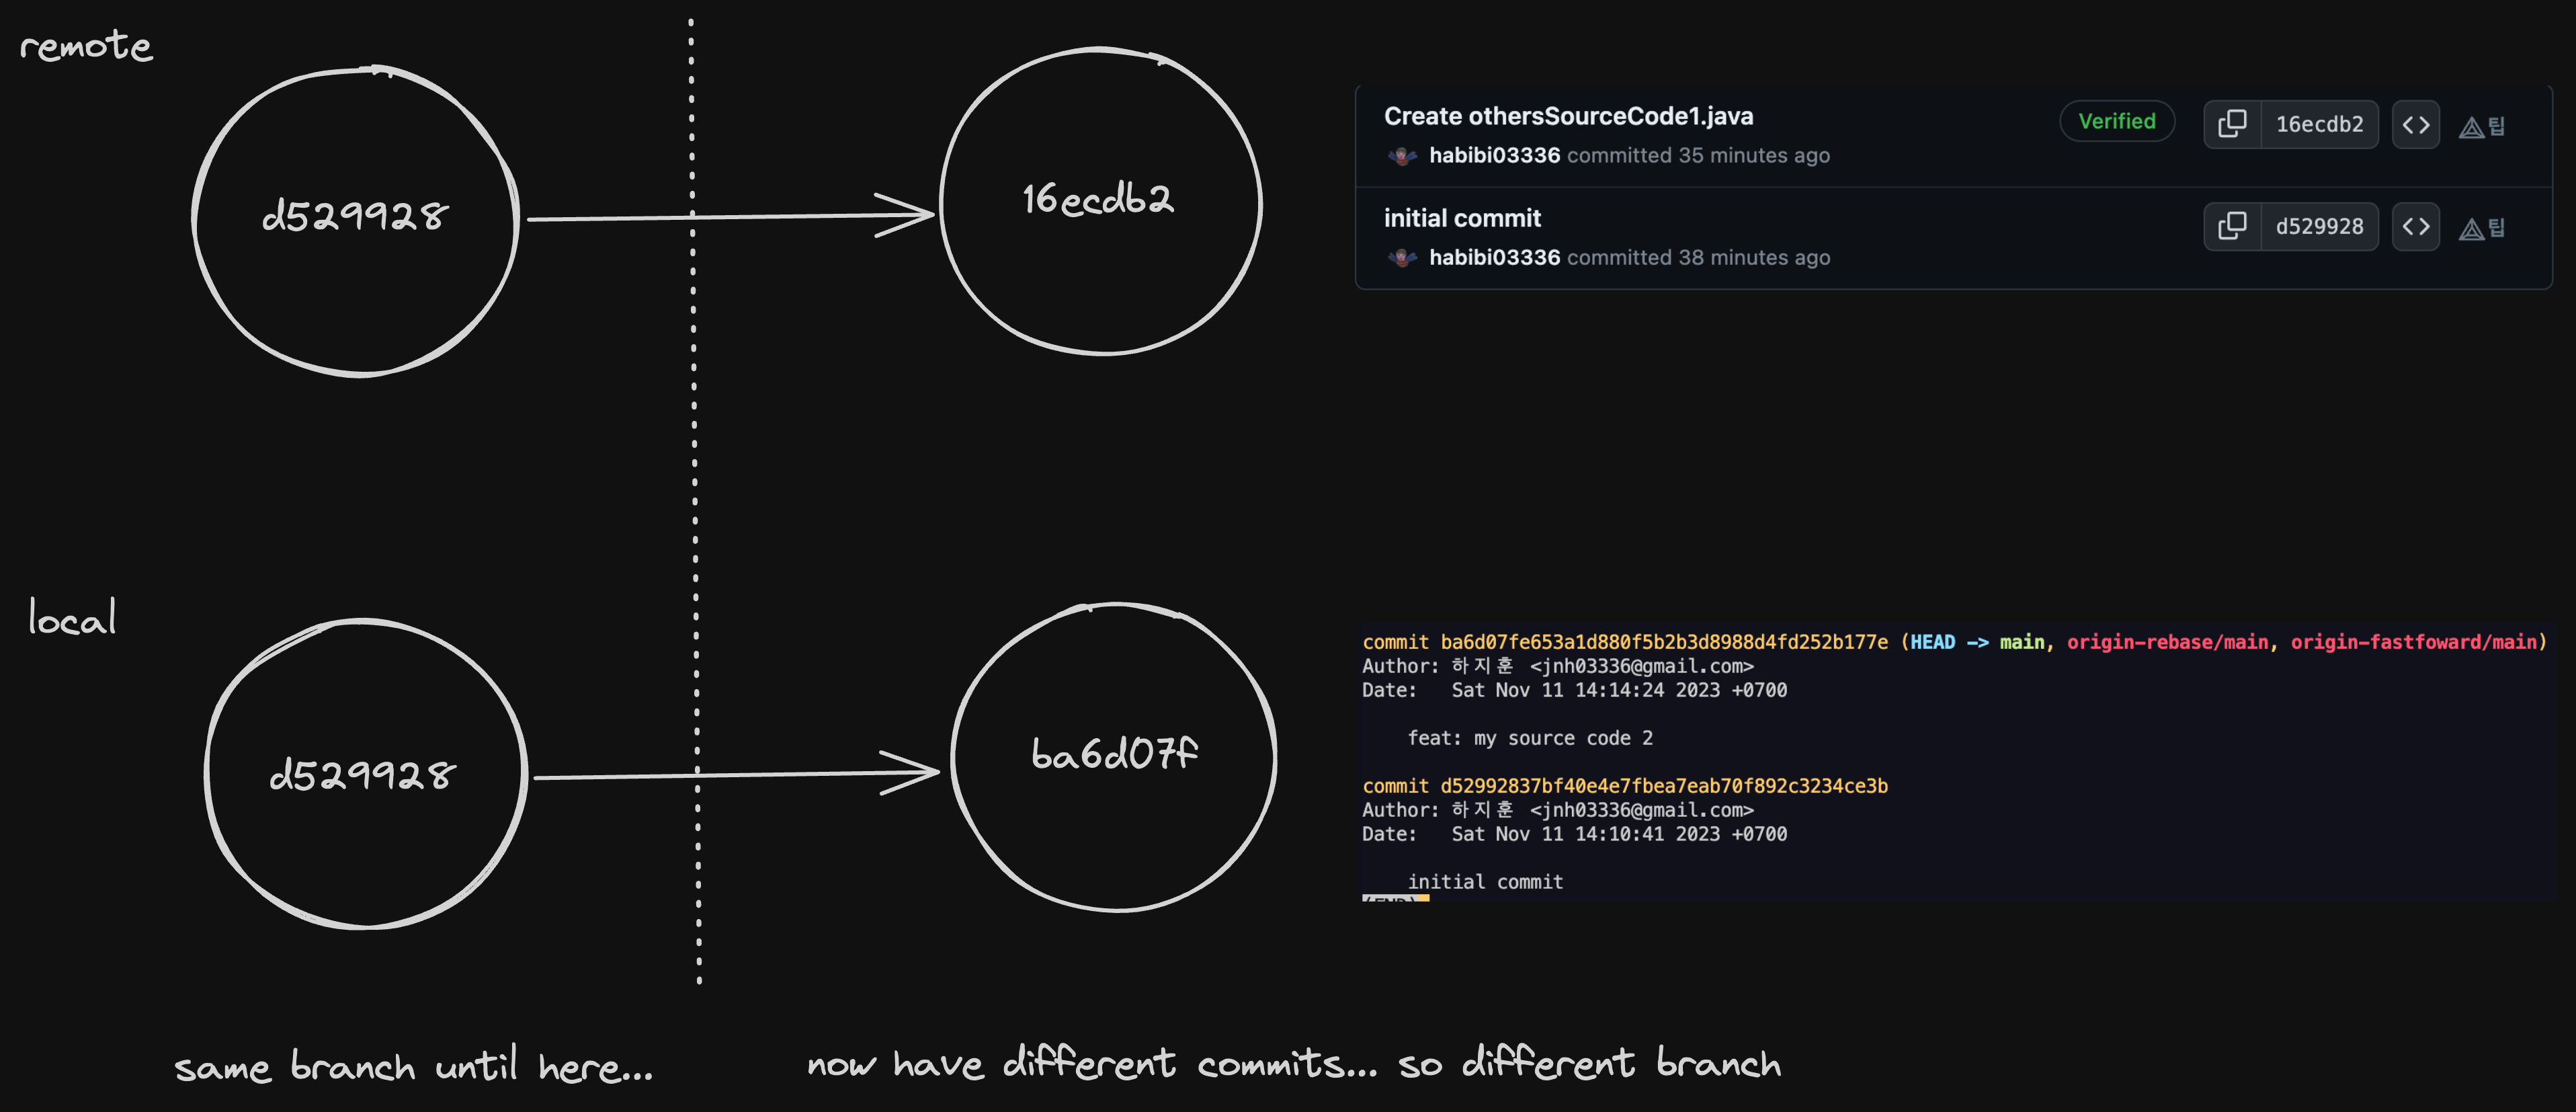 remote
d529928
16ecdb2
Create othersSourceCode1.java
Verified
16ecdb2
<>
팁
habibi03336 committed 35 minutes ago
initial commit
d529928
<>
팁
habibi03336 committed 38 minutes ago
local
d529928
ba6d07f
commit ba6d07fe653a1d880f5b2b3d8988d4fd252b177e (HEAD -> main, origin-rebase/main, origin-fastfoward/main)
Author: 하지훈 <jnh03336@gmail.com>
Date:   Sat Nov 11 14:14:24 2023 +0700
feat: my source code 2
commit d52992837bf40e4e7fbea7eab70f892c3234ce3b
Author: 하지훈 <jnh03336@gmail.com>
Date:   Sat Nov 11 14:10:41 2023 +0700
initial commit
same branch until here...
now have different commits... so different branch